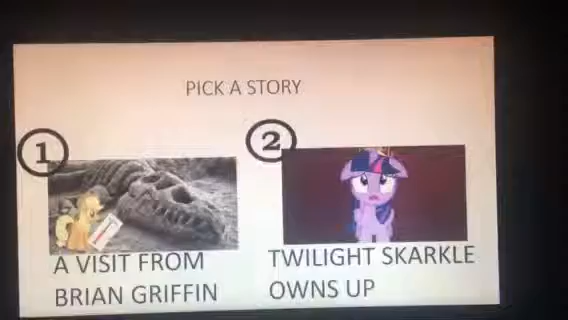 PICK A STORY
1
2
A VISIT FROM
BRIAN GRIFFIN
TWILIGHT SKARKLE
OWNS UP